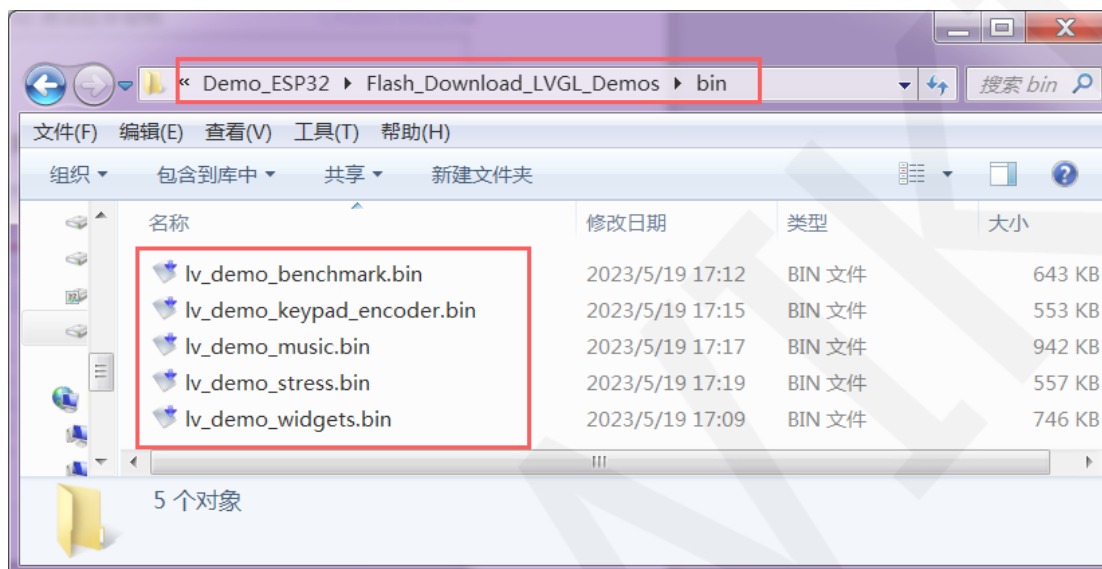 « Demo_ESP32 ▸ Flash_Download_LVGL_Demos ▸ bin 搜索 bin
文件(F) 编辑(E) 查看(V) 工具(T) 帮助(H)
组织 包含到库中 共享 新建文件夹
名称 修改日期 类型 大小
lv_demo_benchmark.bin 2023/5/19 17:12 BIN 文件 643 KB
lv_demo_keypad_encoder.bin 2023/5/19 17:15 BIN 文件 553 KB
lv_demo_music.bin 2023/5/19 17:17 BIN 文件 942 KB
lv_demo_stress.bin 2023/5/19 17:19 BIN 文件 557 KB
lv_demo_widgets.bin 2023/5/19 17:09 BIN 文件 746 KB
5 个对象